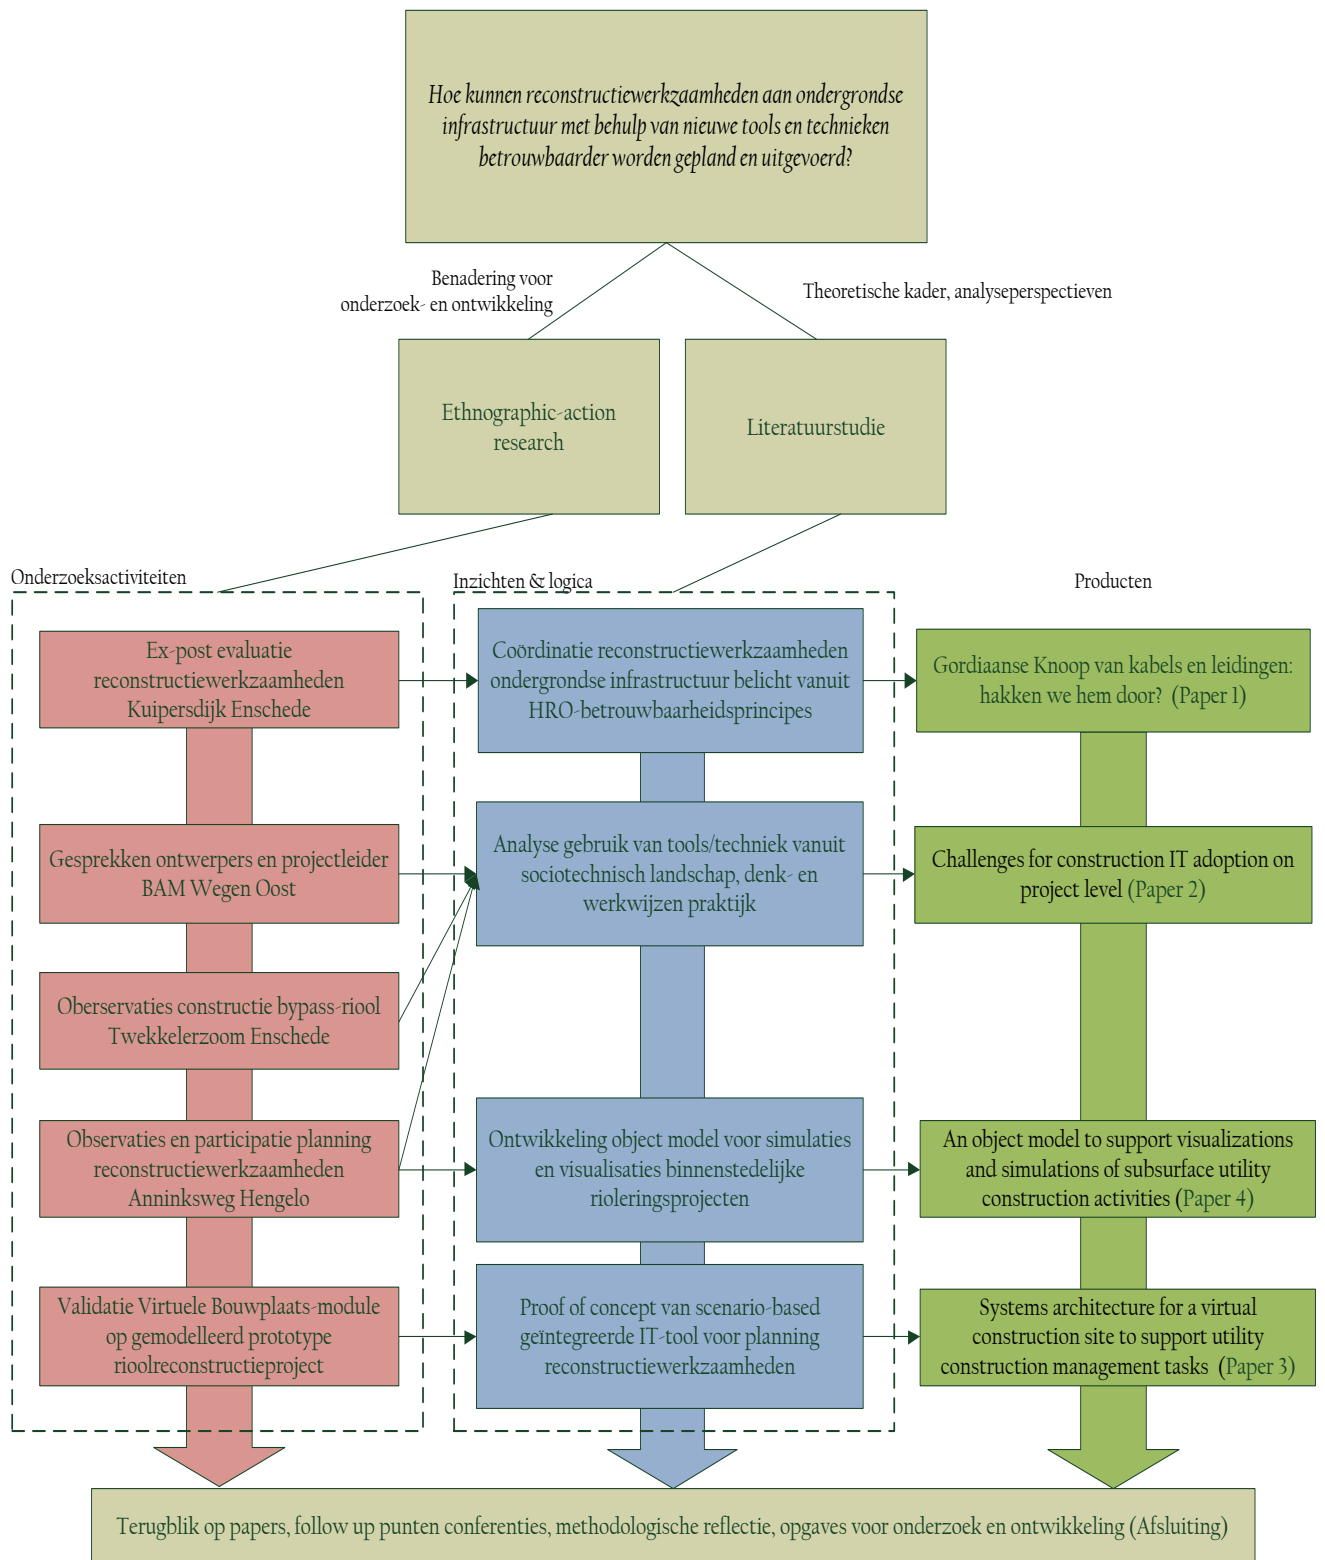 Hoe kunnen reconstructiewerkzaamheden aan ondergrondse
infrastructuur met behulp van nieuwe tools en technieken
betrouwbaarder worden gepland en uitgevoerd?
Benadering voor
onderzoek- en ontwikkeling
Theoretische kader, analyseperspectieven
Ethnographic-action
research
Literatuurstudie
Onderzoeksactiviteiten
Inzichten & logica
Producten
Ex-post evaluatie
reconstructiewerkzaamheden
Kuipersdijk Enschede
Coördinatie reconstructiewerkzaamheden
ondergrondse infrastructuur belicht vanuit
HRO-betrouwbaarheidsprincipes
Gordiaanse Knoop van kabels en leidingen:
hakken we hem door? (Paper 1)
Gesprekken ontwerpers en projectleider
BAM Wegen Oost
Analyse gebruik van tools/techniek vanuit
sociotechnisch landschap, denk- en
werkwijzen praktijk
Challenges for construction IT adoption on
project level (Paper 2)
Oberservaties constructie bypass-riool
Twekkelerzoom Enschede
Observaties en participatie planning
reconstructiewerkzaamheden
Anninksweg Hengelo
Ontwikkeling object model voor simulaties
en visualisaties binnenstedelijke
rioleringsprojecten
An object model to support visualizations
and simulations of subsurface utility
construction activities (Paper 4)
Validatie Virtuele Bouwplaats-module
op gemodelleerd prototype
rioolreconstructieproject
Proof of concept van scenario-based
geïntegreerde IT-tool voor planning
reconstructiewerkzaamheden
Systems architecture for a virtual
construction site to support utility
construction management tasks (Paper 3)
Terugblik op papers, follow up punten conferenties, methodologische reflectie, opgaves voor onderzoek en ontwikkeling (Afsluiting)